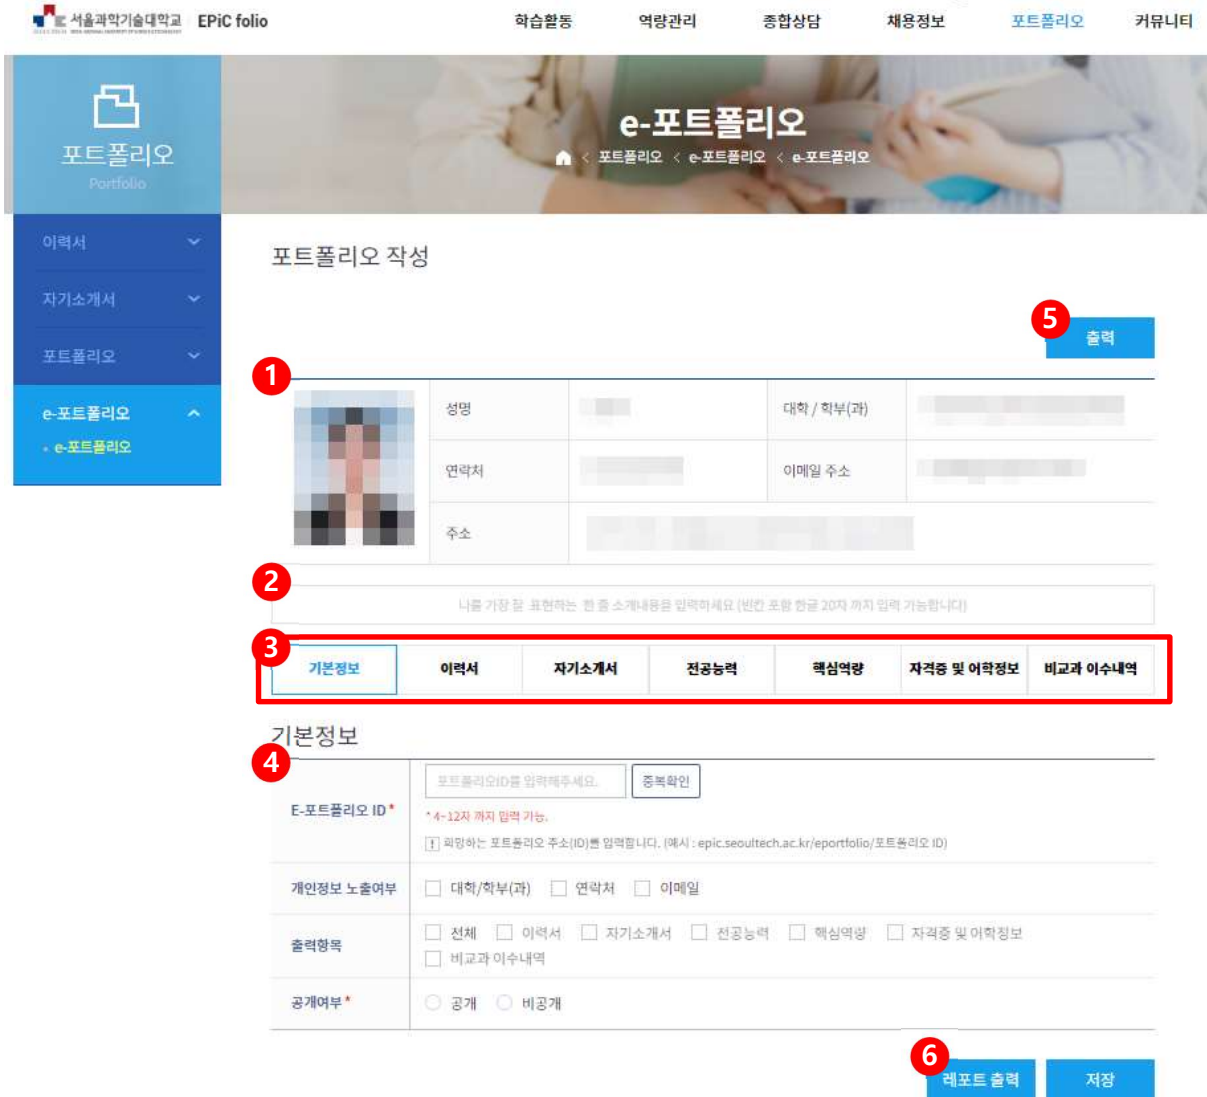 서울과학기술대학교 EPiC folio
학습활동 역량관리 종합상담 채용정보 포트폴리오 커뮤니티
포트폴리오
Portfolio
e-포트폴리오
< 포트폴리오 < e-포트폴리오 < e-포트폴리오
이력서
자기소개서
포트폴리오
e-포트폴리오
e-포트폴리오
포트폴리오 작성
5
출력
1
성명 대학 / 학부(과)
연락처 이메일 주소
주소
2
나를 가장 잘 표현하는 한 줄 소개내용을 입력하세요 (빈칸 포함 한글 20자 까지 입력 가능합니다)
3
기본정보 이력서 자기소개서 전공능력 핵심역량 자격증 및 어학정보 비교과 이수내역
기본정보
4
E-포트폴리오 ID * 포트폴리오ID를 입력해주세요. 중복확인
* 4~12자 까지 입력 가능.
! 희망하는 포트폴리오 주소(ID)를 입력합니다. (예시 : epic.seoultech.ac.kr/eportfolio/포트폴리오 ID)
개인정보 노출여부 대학/학부(과) 연락처 이메일
출력항목 전체 이력서 자기소개서 전공능력 핵심역량 자격증 및 어학정보
비교과 이수내역
공개여부 * 공개 비공개
6
레포트 출력 저장